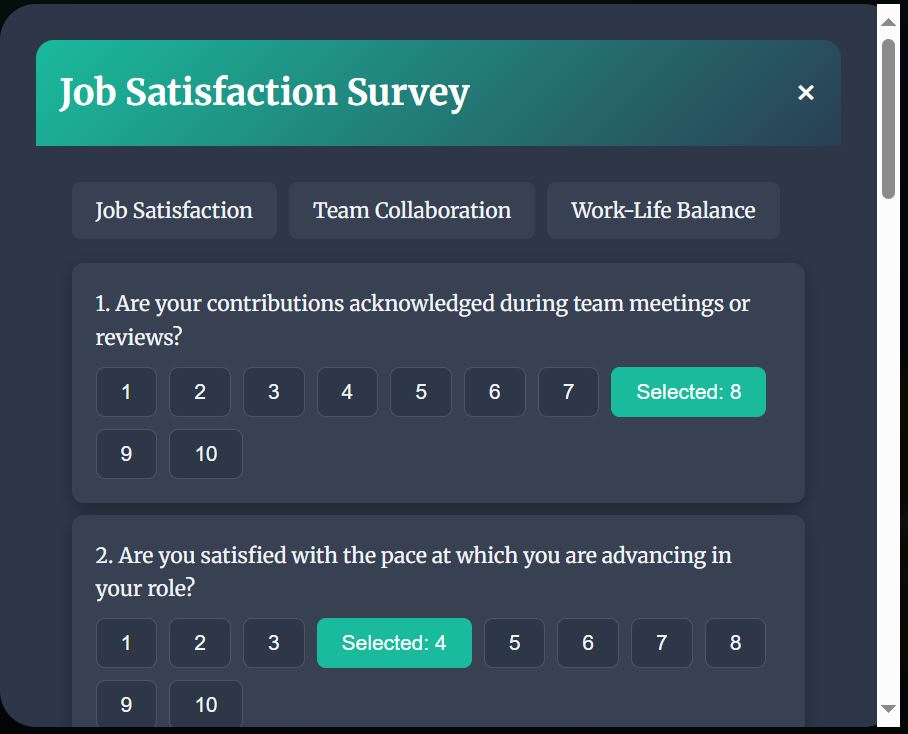 Job Satisfaction Survey ×
Job Satisfaction Team Collaboration Work-Life Balance
1. Are your contributions acknowledged during team meetings or
reviews?
1 2 3 4 5 6 7 Selected: 8
9 10
2. Are you satisfied with the pace at which you are advancing in
your role?
1 2 3 Selected: 4 5 6 7 8
9 10